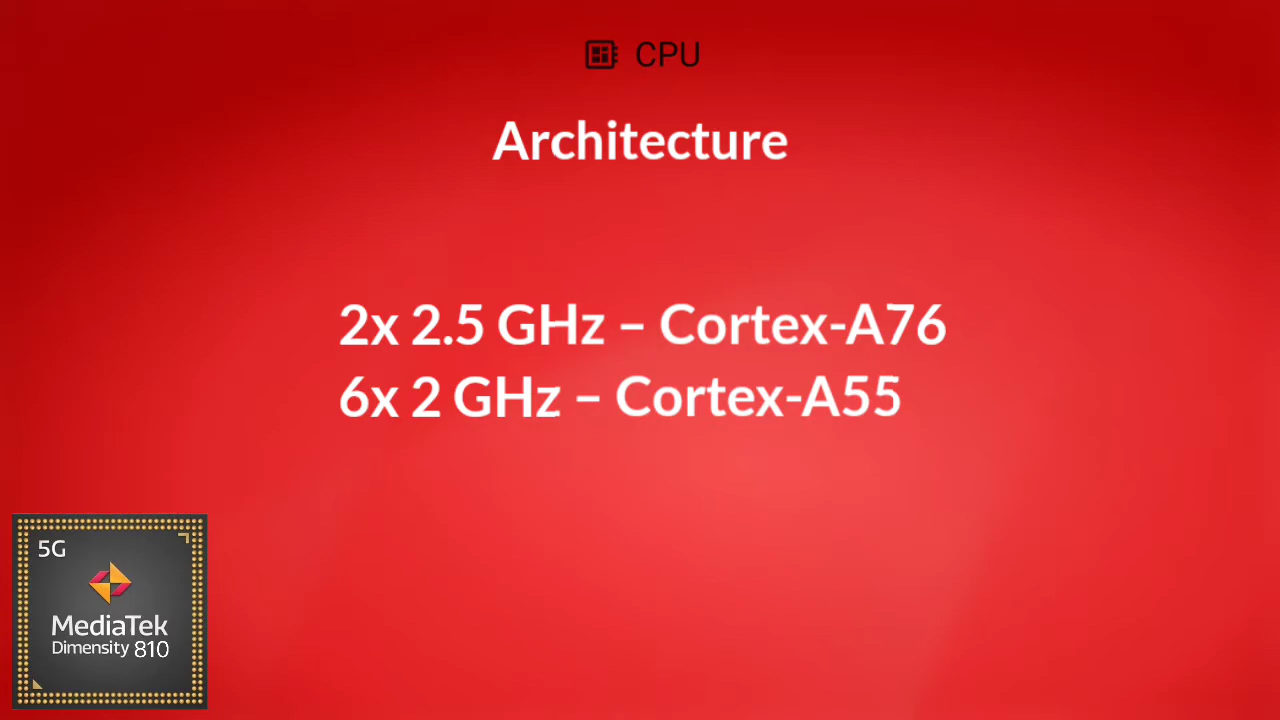 CPU
Architecture
2x 2.5 GHz – Cortex-A76
6x 2 GHz – Cortex-A55
5G
MediaTek
Dimensity 810